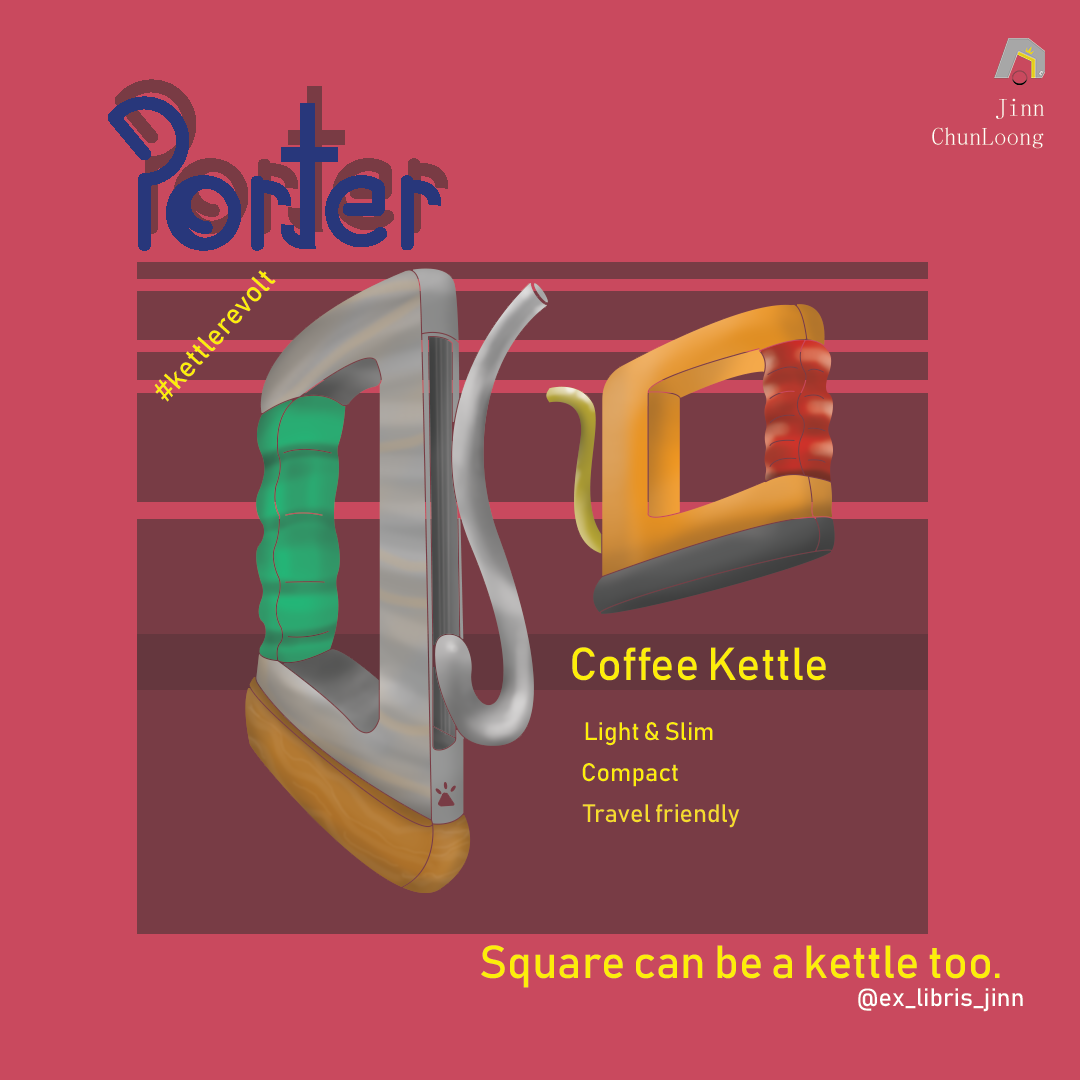 Jinn
ChunLoong
Porter
#kettlerevolt
Coffee Kettle
Light & Slim
Compact
Travel friendly
Square can be a kettle too.
@ex_libris_jinn